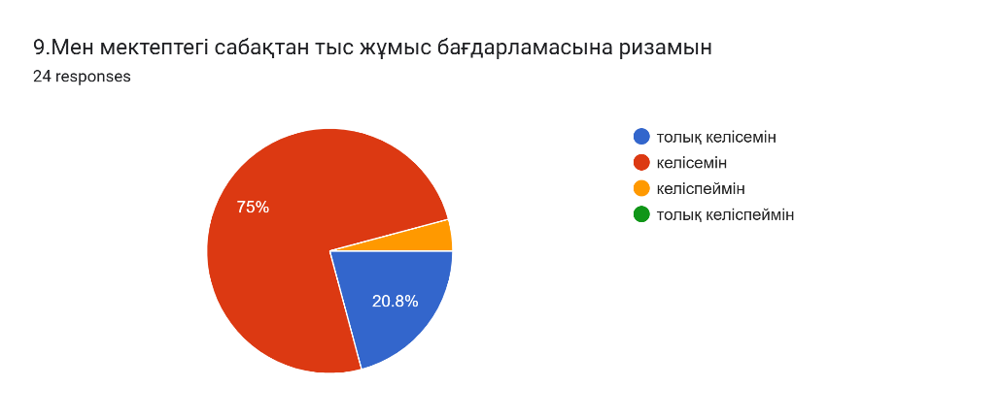 9.Мен мектептегі сабақтан тыс жұмыс бағдарламасына ризамын
24 responses
75%
20.8%
толық келісемін
келісемін
келіспеймін
толық келіспеймін